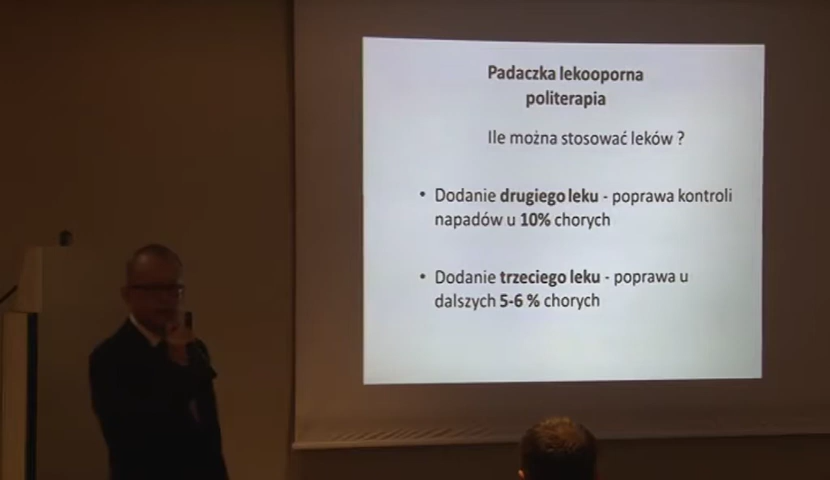 Padaczka lekooporna
politerapia
Ile można stosować leków ?
• Dodanie drugiego leku - poprawa kontroli
napadów u 10% chorych
• Dodanie trzeciego leku - poprawa u
dalszych 5-6 % chorych